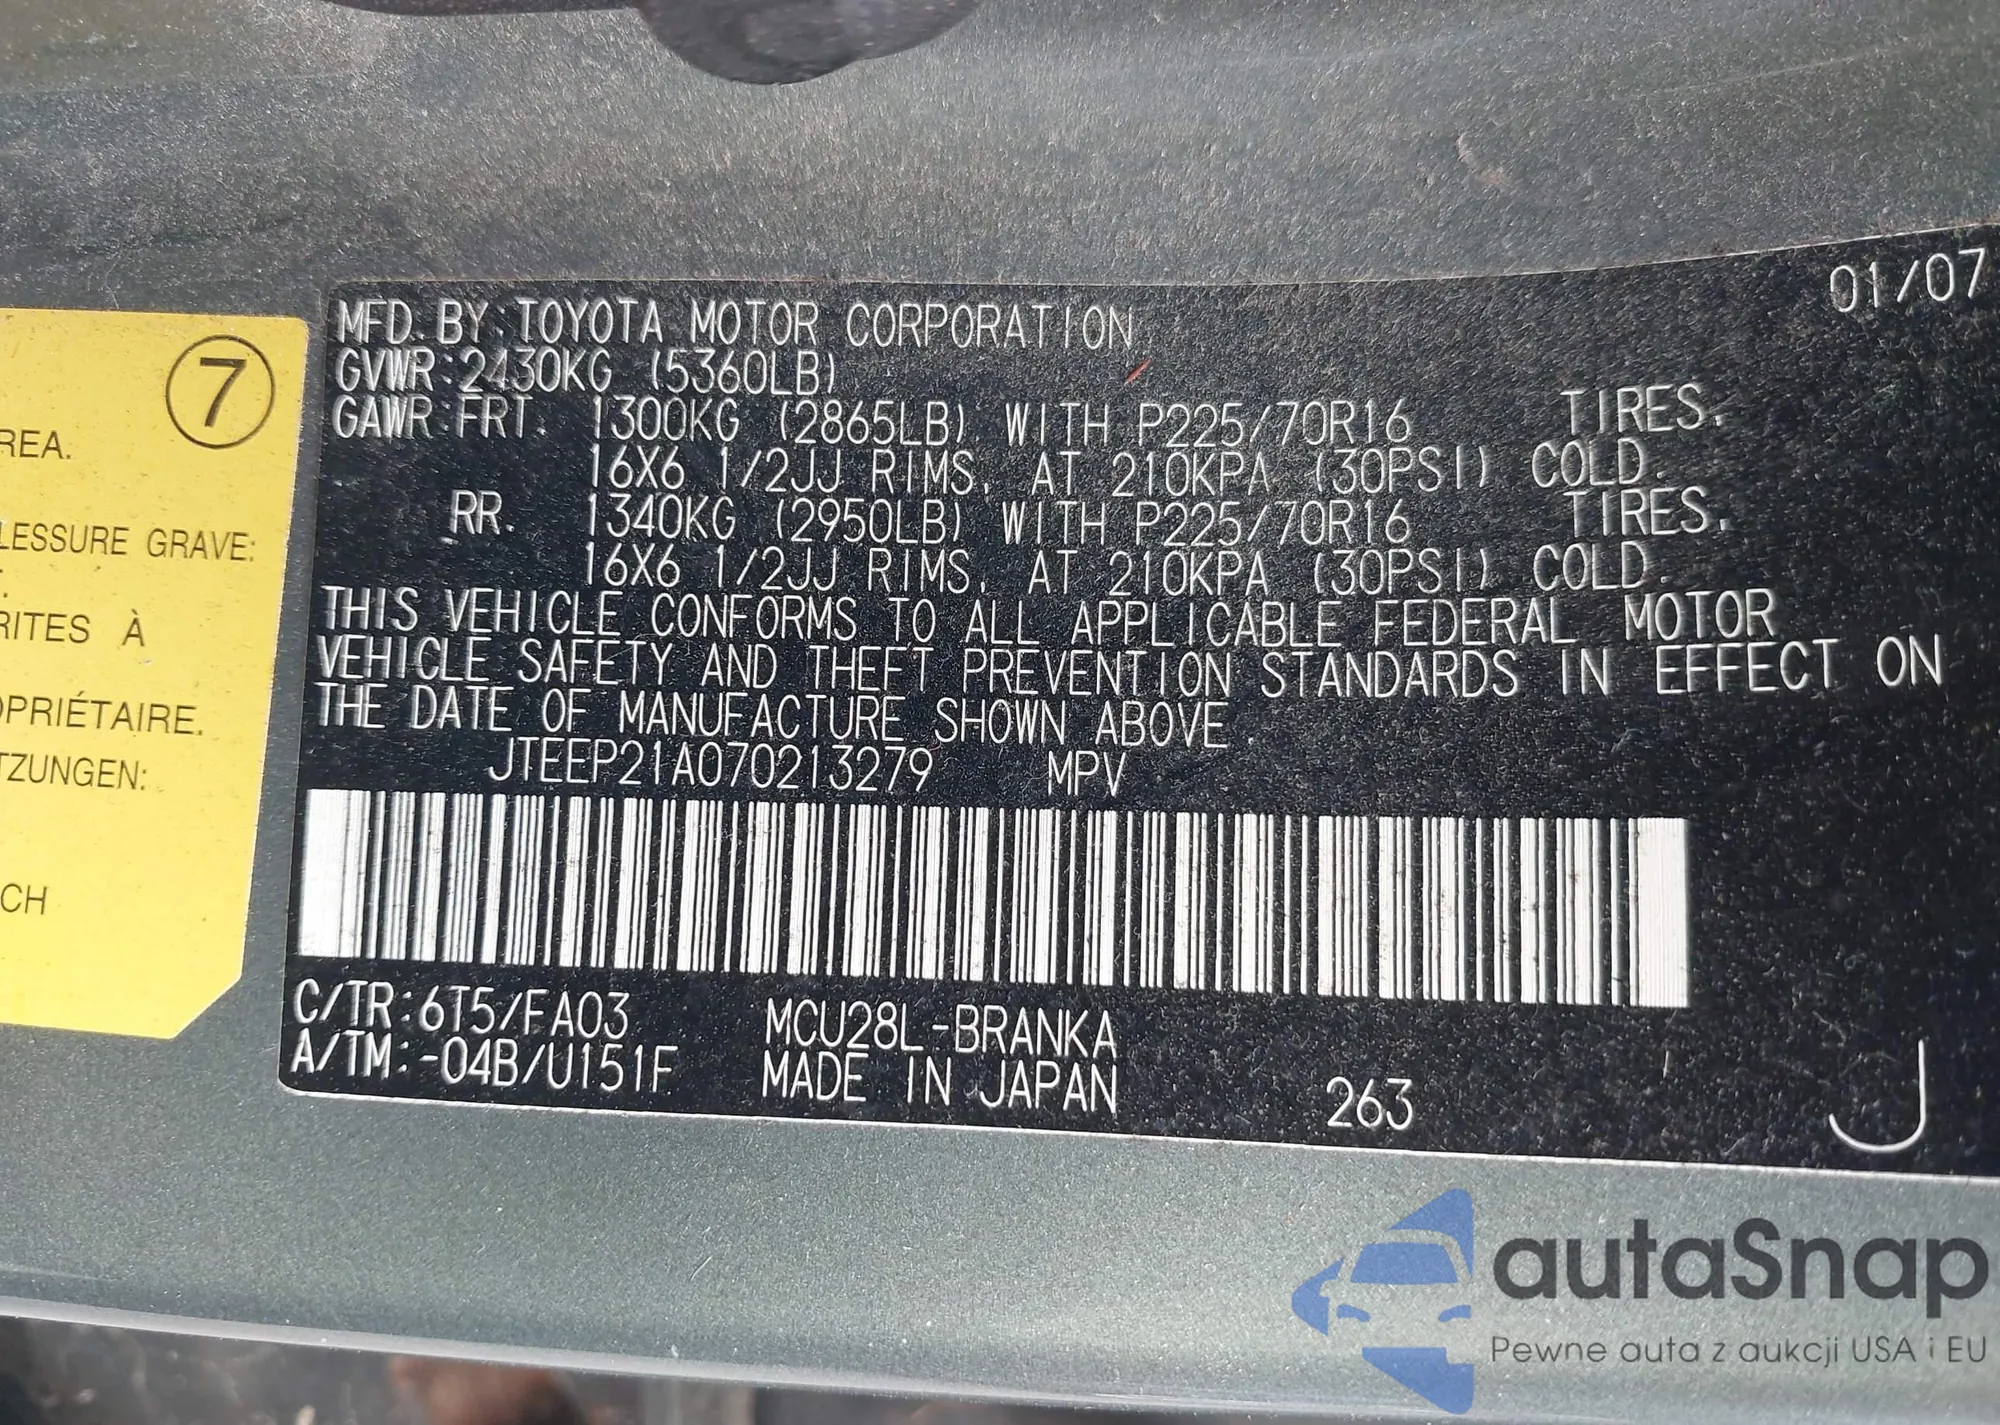 01/07
MFD. BY: TOYOTA MOTOR CORPORATION
GVWR:2430KG (5360LB)
GAWR:FRT. 1300KG (2865LB) WITH P225/70R16 TIRES,
16X6 1/2JJ RIMS, AT 210KPA (30PSI) COLD.
RR. 1340KG (2950LB) WITH P225/70R16 TIRES,
16X6 1/2JJ RIMS, AT 210KPA (30PSI) COLD.
THIS VEHICLE CONFORMS TO ALL APPLICABLE FEDERAL MOTOR
VEHICLE SAFETY AND THEFT PREVENTION STANDARDS IN EFFECT ON
THE DATE OF MANUFACTURE SHOWN ABOVE.
JTEEP21A070213279 MPV
C/TR:6T5/FA03 MCU28L-BRANKA
A/TM:-04B/U151F MADE IN JAPAN 263 J
7
REA.
LESSURE GRAVE:
RITES À
OPRIÉTAIRE.
TZUNGEN:
CH
autaSnap
Pewne auta z aukcji USA i EU